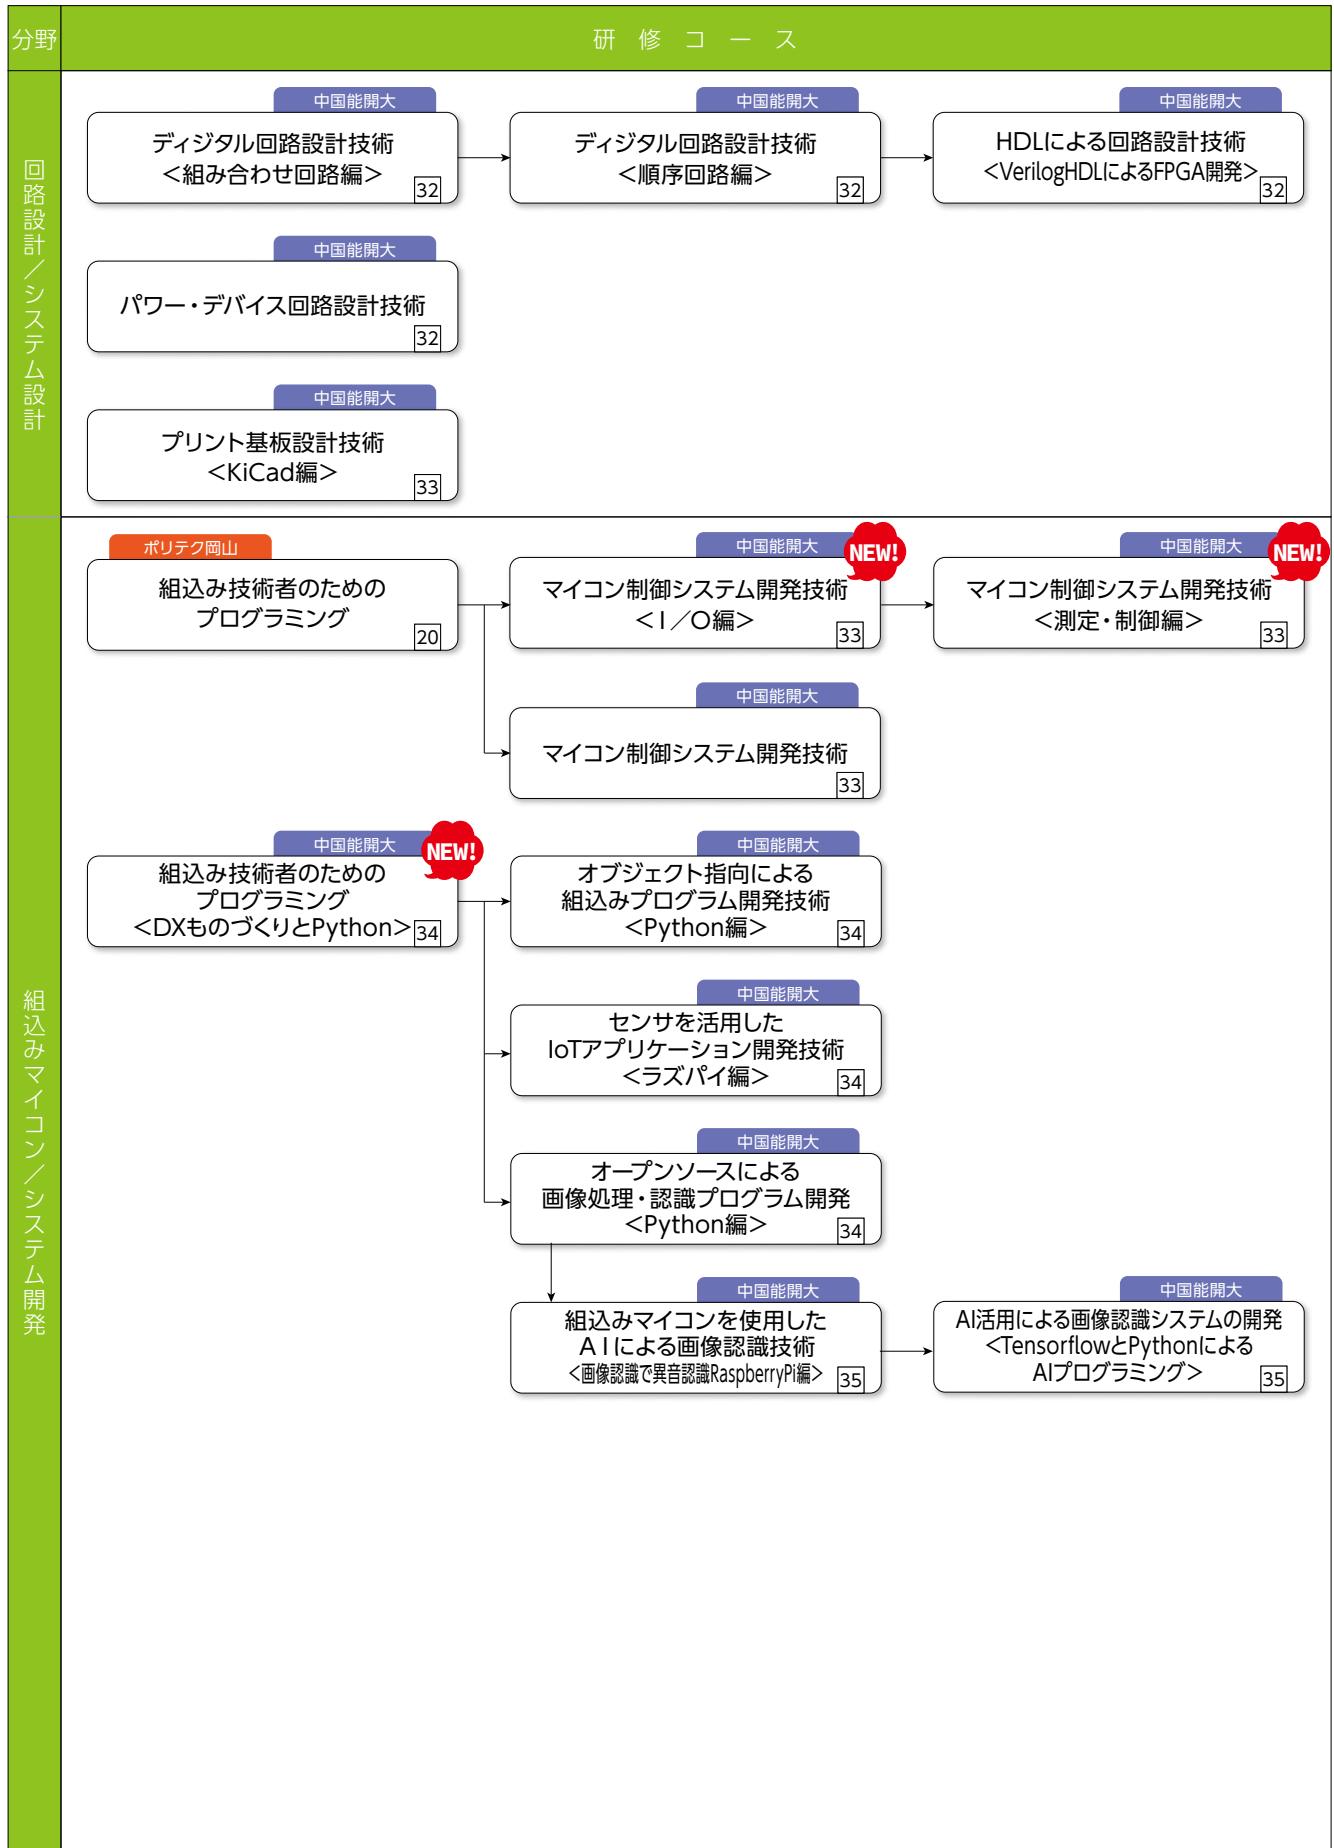 分野
研修コース
回路設計／システム設計
中国能開大
ディジタル回路設計技術
＜組み合わせ回路編＞
32
中国能開大
ディジタル回路設計技術
＜順序回路編＞
32
中国能開大
HDLによる回路設計技術
＜VerilogHDLによるFPGA開発＞
32
中国能開大
パワー・デバイス回路設計技術
32
中国能開大
プリント基板設計技術
＜KiCad編＞
33
組込みマイコン／システム開発
ポリテク岡山
組込み技術者のための
プログラミング
20
中国能開大
NEW!
マイコン制御システム開発技術
＜I／O編＞
33
中国能開大
NEW!
マイコン制御システム開発技術
＜測定・制御編＞
33
中国能開大
マイコン制御システム開発技術
33
中国能開大
NEW!
組込み技術者のための
プログラミング
＜DXものづくりとPython＞
34
中国能開大
オブジェクト指向による
組込みプログラム開発技術
＜Python編＞
34
中国能開大
センサを活用した
IoTアプリケーション開発技術
＜ラズパイ編＞
34
中国能開大
オープンソースによる
画像処理・認識プログラム開発
＜Python編＞
34
中国能開大
組込みマイコンを使用した
AIによる画像認識技術
＜画像認識で異音認識RaspberryPi編＞
35
中国能開大
AI活用による画像認識システムの開発
＜TensorflowとPythonによる
AIプログラミング＞
35